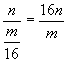 n/(m/16) = 16n/m